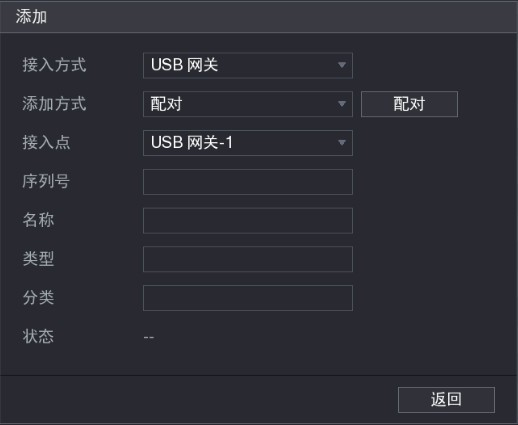 添加
接入方式 USB 网关
添加方式 配对 配对
接入点 USB 网关-1
序列号
名称
类型
分类
状态 --
返回